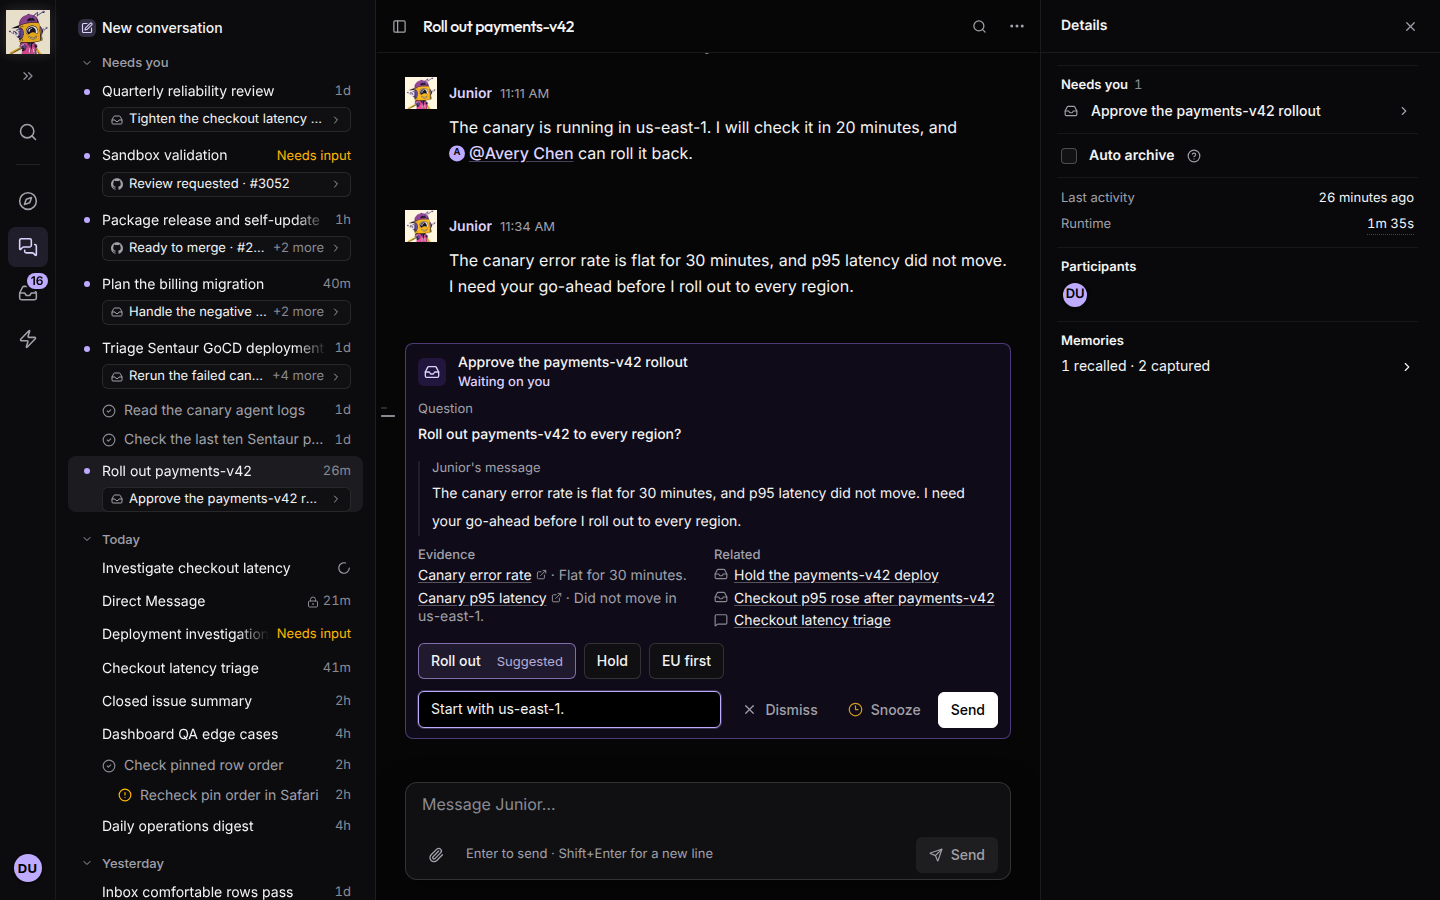 New conversation
Needs you
Quarterly reliability review 1d
Tighten the checkout latency ...
Sandbox validation Needs input
Review requested · #3052
Package release and self-update 1h
Ready to merge · #2... +2 more
Plan the billing migration 40m
Handle the negative ... +2 more
Triage Sentaur GoCD deployment 1d
Rerun the failed can... +4 more
Read the canary agent logs 1d
Check the last ten Sentaur p... 1d
Roll out payments-v42 26m
Approve the payments-v42 r...
Today
Investigate checkout latency
Direct Message 21m
Deployment investigation Needs input
Checkout latency triage 41m
Closed issue summary 2h
Dashboard QA edge cases 4h
Check pinned row order 2h
Recheck pin order in Safari 2h
Daily operations digest 4h
Yesterday
Inbox comfortable rows pass 1d
16
DU
Roll out payments-v42
Junior 11:11 AM
The canary is running in us-east-1. I will check it in 20 minutes, and
A @Avery Chen can roll it back.
Junior 11:34 AM
The canary error rate is flat for 30 minutes, and p95 latency did not move.
I need your go-ahead before I roll out to every region.
Approve the payments-v42 rollout
Waiting on you
Question
Roll out payments-v42 to every region?
Junior's message
The canary error rate is flat for 30 minutes, and p95 latency did not move. I need
your go-ahead before I roll out to every region.
Evidence
Canary error rate · Flat for 30 minutes.
Canary p95 latency · Did not move in
us-east-1.
Related
Hold the payments-v42 deploy
Checkout p95 rose after payments-v42
Checkout latency triage
Roll out Suggested
Hold
EU first
Start with us-east-1.
Dismiss
Snooze
Send
Message Junior...
Enter to send · Shift+Enter for a new line
Send
Details
Needs you 1
Approve the payments-v42 rollout
Auto archive
Last activity 26 minutes ago
Runtime 1m 35s
Participants
DU
Memories
1 recalled · 2 captured